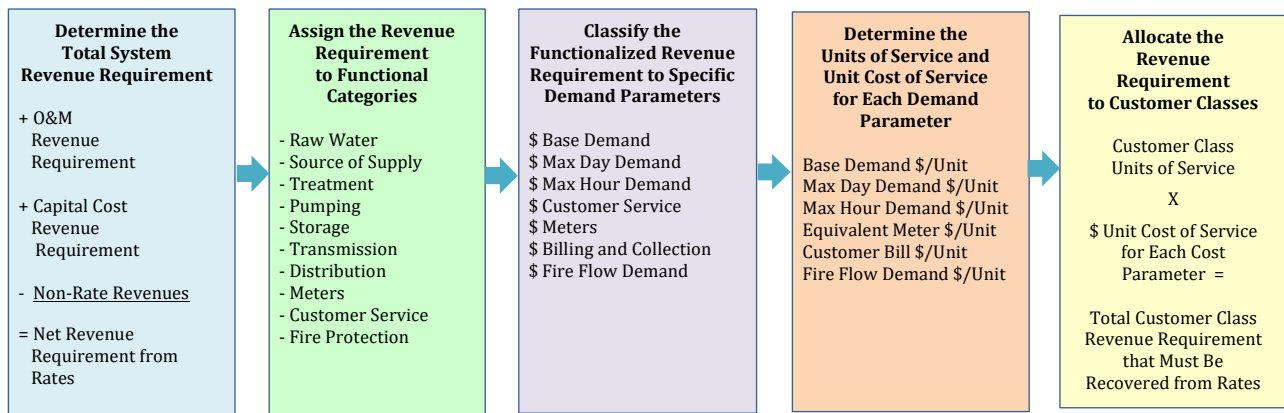 Determine the
Total System
Revenue Requirement
+ O&M
Revenue
Requirement
+ Capital Cost
Revenue
Requirement
- Non-Rate Revenues
= Net Revenue
Requirement from
Rates
Assign the Revenue
Requirement
to Functional
Categories
- Raw Water
- Source of Supply
- Treatment
- Pumping
- Storage
- Transmission
- Distribution
- Meters
- Customer Service
- Fire Protection
Classify the
Functionalized Revenue
Requirement to Specific
Demand Parameters
$ Base Demand
$ Max Day Demand
$ Max Hour Demand
$ Customer Service
$ Meters
$ Billing and Collection
$ Fire Flow Demand
Determine the
Units of Service and
Unit Cost of Service
for Each Demand
Parameter
Base Demand $/Unit
Max Day Demand $/Unit
Max Hour Demand $/Unit
Equivalent Meter $/Unit
Customer Bill $/Unit
Fire Flow Demand $/Unit
Allocate the
Revenue
Requirement
to Customer Classes
Customer Class
Units of Service
X
$ Unit Cost of Service
for Each Cost
Parameter =
Total Customer Class
Revenue Requirement
that Must Be
Recovered from Rates